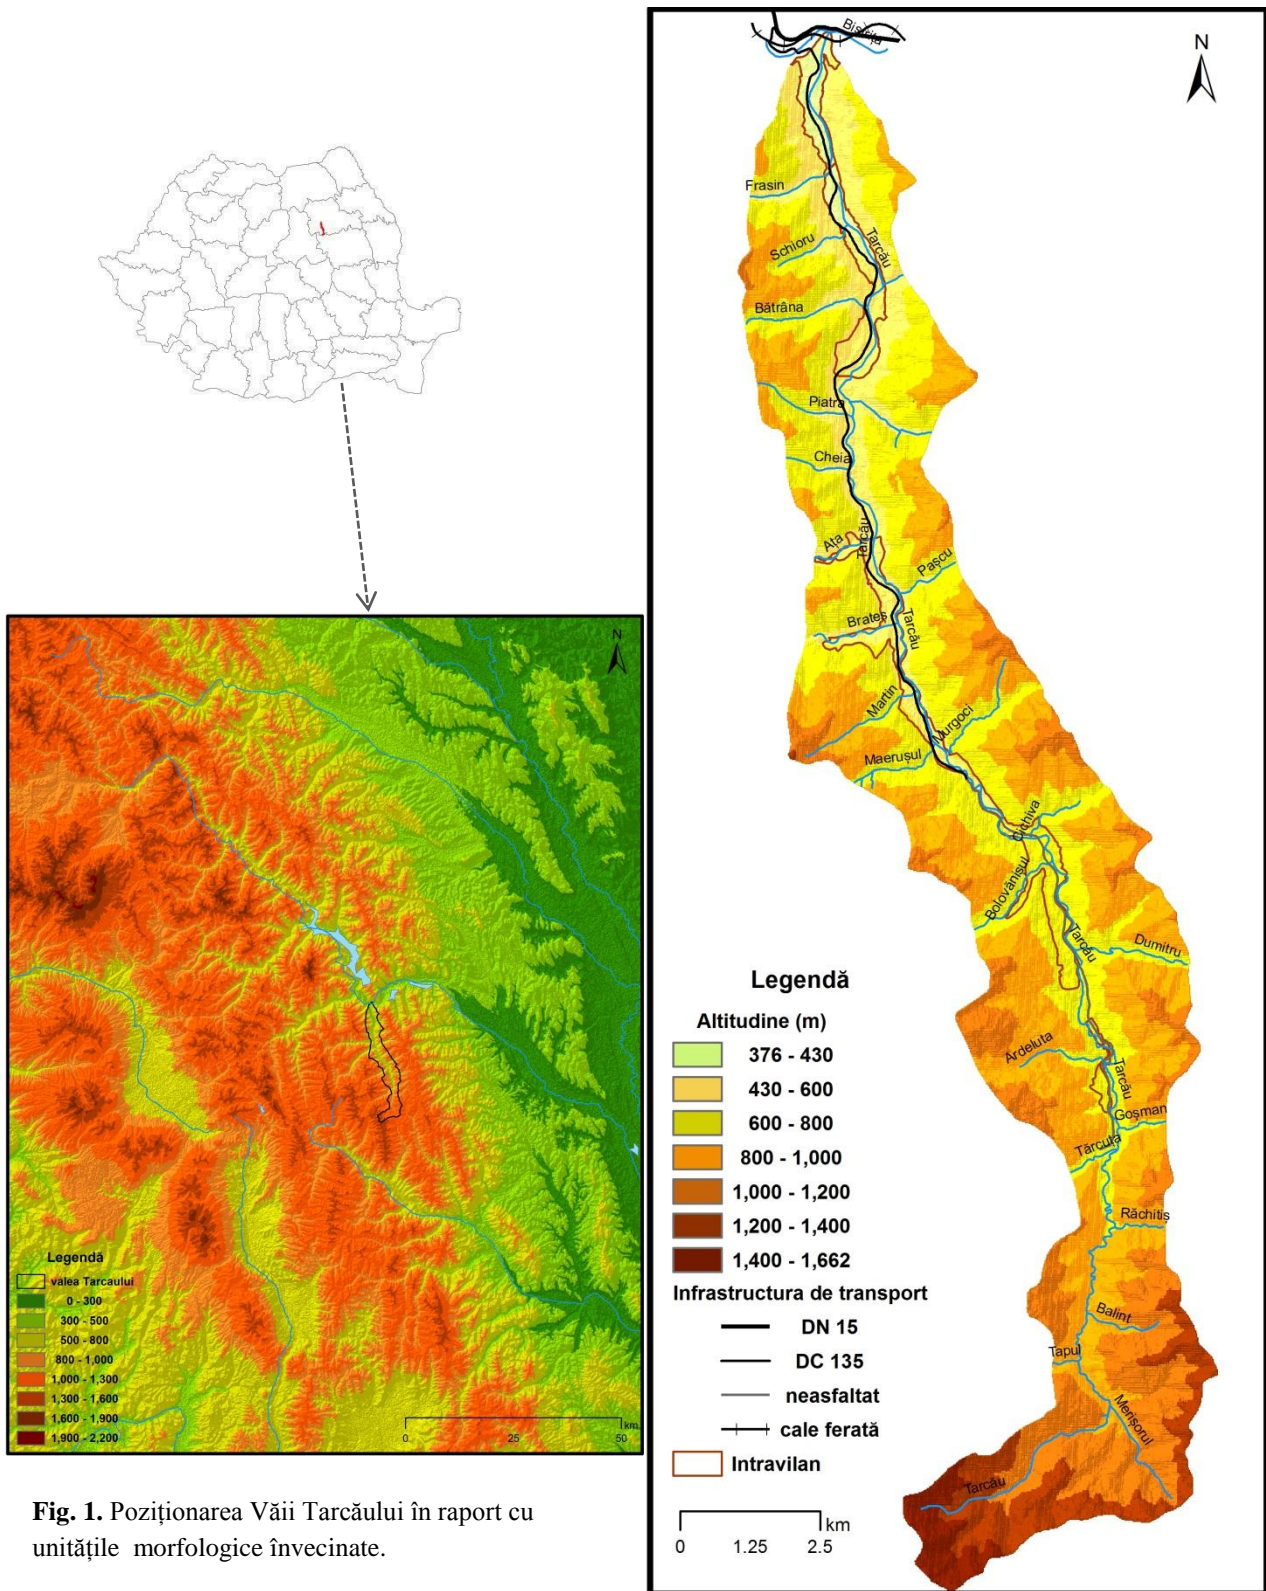 N
Legendă
valea Tarcaului
0 - 300
300 - 500
500 - 800
800 - 1,000
1,000 - 1,300
1,300 - 1,600
1,600 - 1,900
1,900 - 2,200
km
0 25 50
Fig. 1. Poziționarea Văii Tarcăului în raport cu
unitățile morfologice învecinate.
N
Bistrița
Frasin
Tarcău
Schioru
Bătrâna
Piatra
Cheia
Tarcău
Ața
Pașcu
Brateș
Tarcău
Martin
Murgoci
Maerușul
Cichiva
Bolovănișul
Tarcău
Dumitru
Ardeluta
Tarcău
Goșman
Tărcuța
Răchitiș
Balint
Tapul
Merișorul
Tarcău
Legendă
Altitudine (m)
376 - 430
430 - 600
600 - 800
800 - 1,000
1,000 - 1,200
1,200 - 1,400
1,400 - 1,662
Infrastructura de transport
DN 15
DC 135
neasfaltat
cale ferată
Intravilan
km
0 1.25 2.5